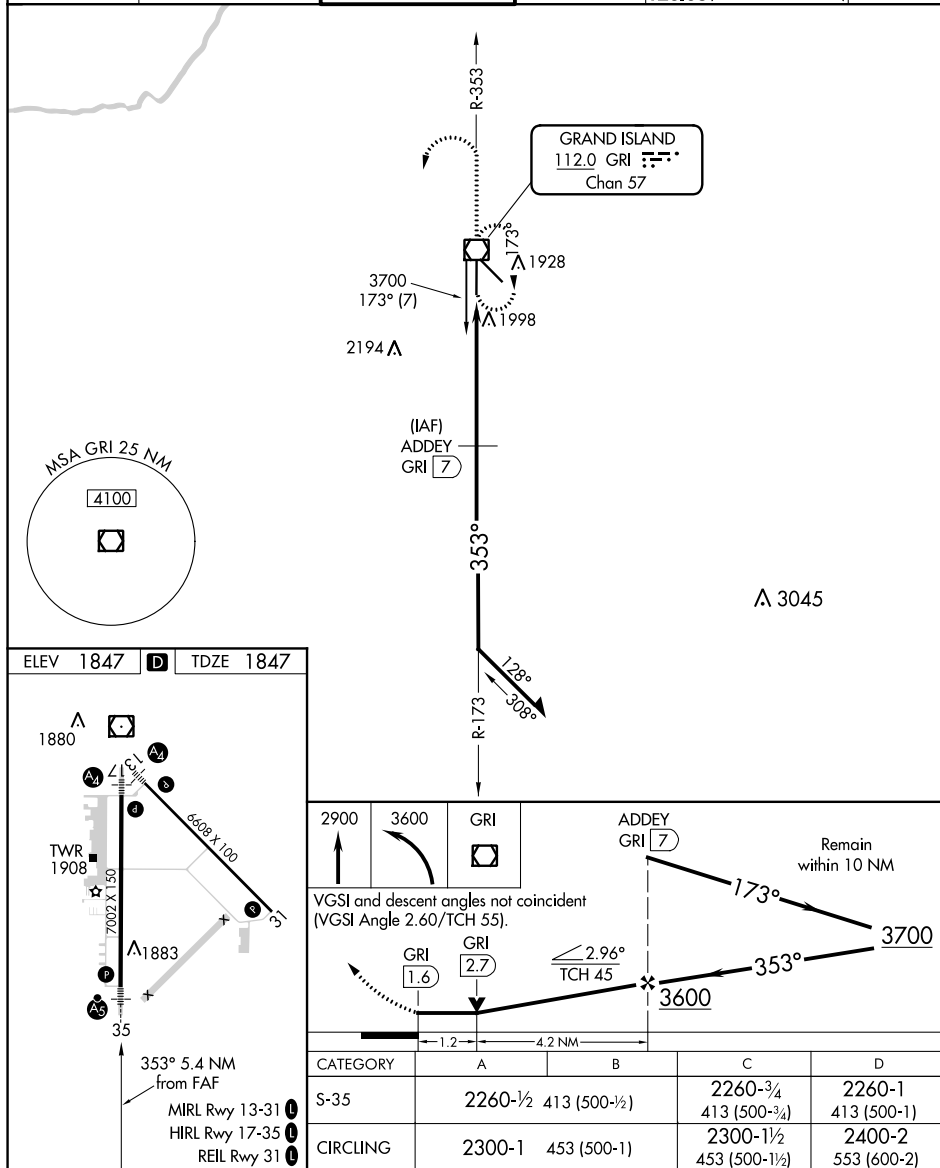 R-353
GRAND ISLAND
112.0 GRI
Chan 57
173°
1928
3700
173° (7)
1998
2194
(IAF)
ADDEY
GRI 7
MSA GRI 25 NM
4100
353°
3045
128°
308°
R-173
ELEV 1847 D TDZE 1847
1880
A4
A4
17
13
P
P
6608 X 100
TWR
1908
7002 X 150
P
31
1883
P
A5
35
353° 5.4 NM
from FAF
MIRL Rwy 13-31 L
HIRL Rwy 17-35 L
REIL Rwy 31 L
2900
3600
GRI
VGSI and descent angles not coincident
(VGSI Angle 2.60/TCH 55).
ADDEY
GRI 7
Remain
within 10 NM
173°
3700
353°
GRI
1.6
GRI
2.7
2.96°
TCH 45
3600
1.2
4.2 NM
CATEGORY A B C D
S-35 2260-½ 413 (500-½) 2260-¾ 413 (500-¾) 2260-1 413 (500-1)
CIRCLING 2300-1 453 (500-1) 2300-1½ 453 (500-1½) 2400-2 553 (600-2)